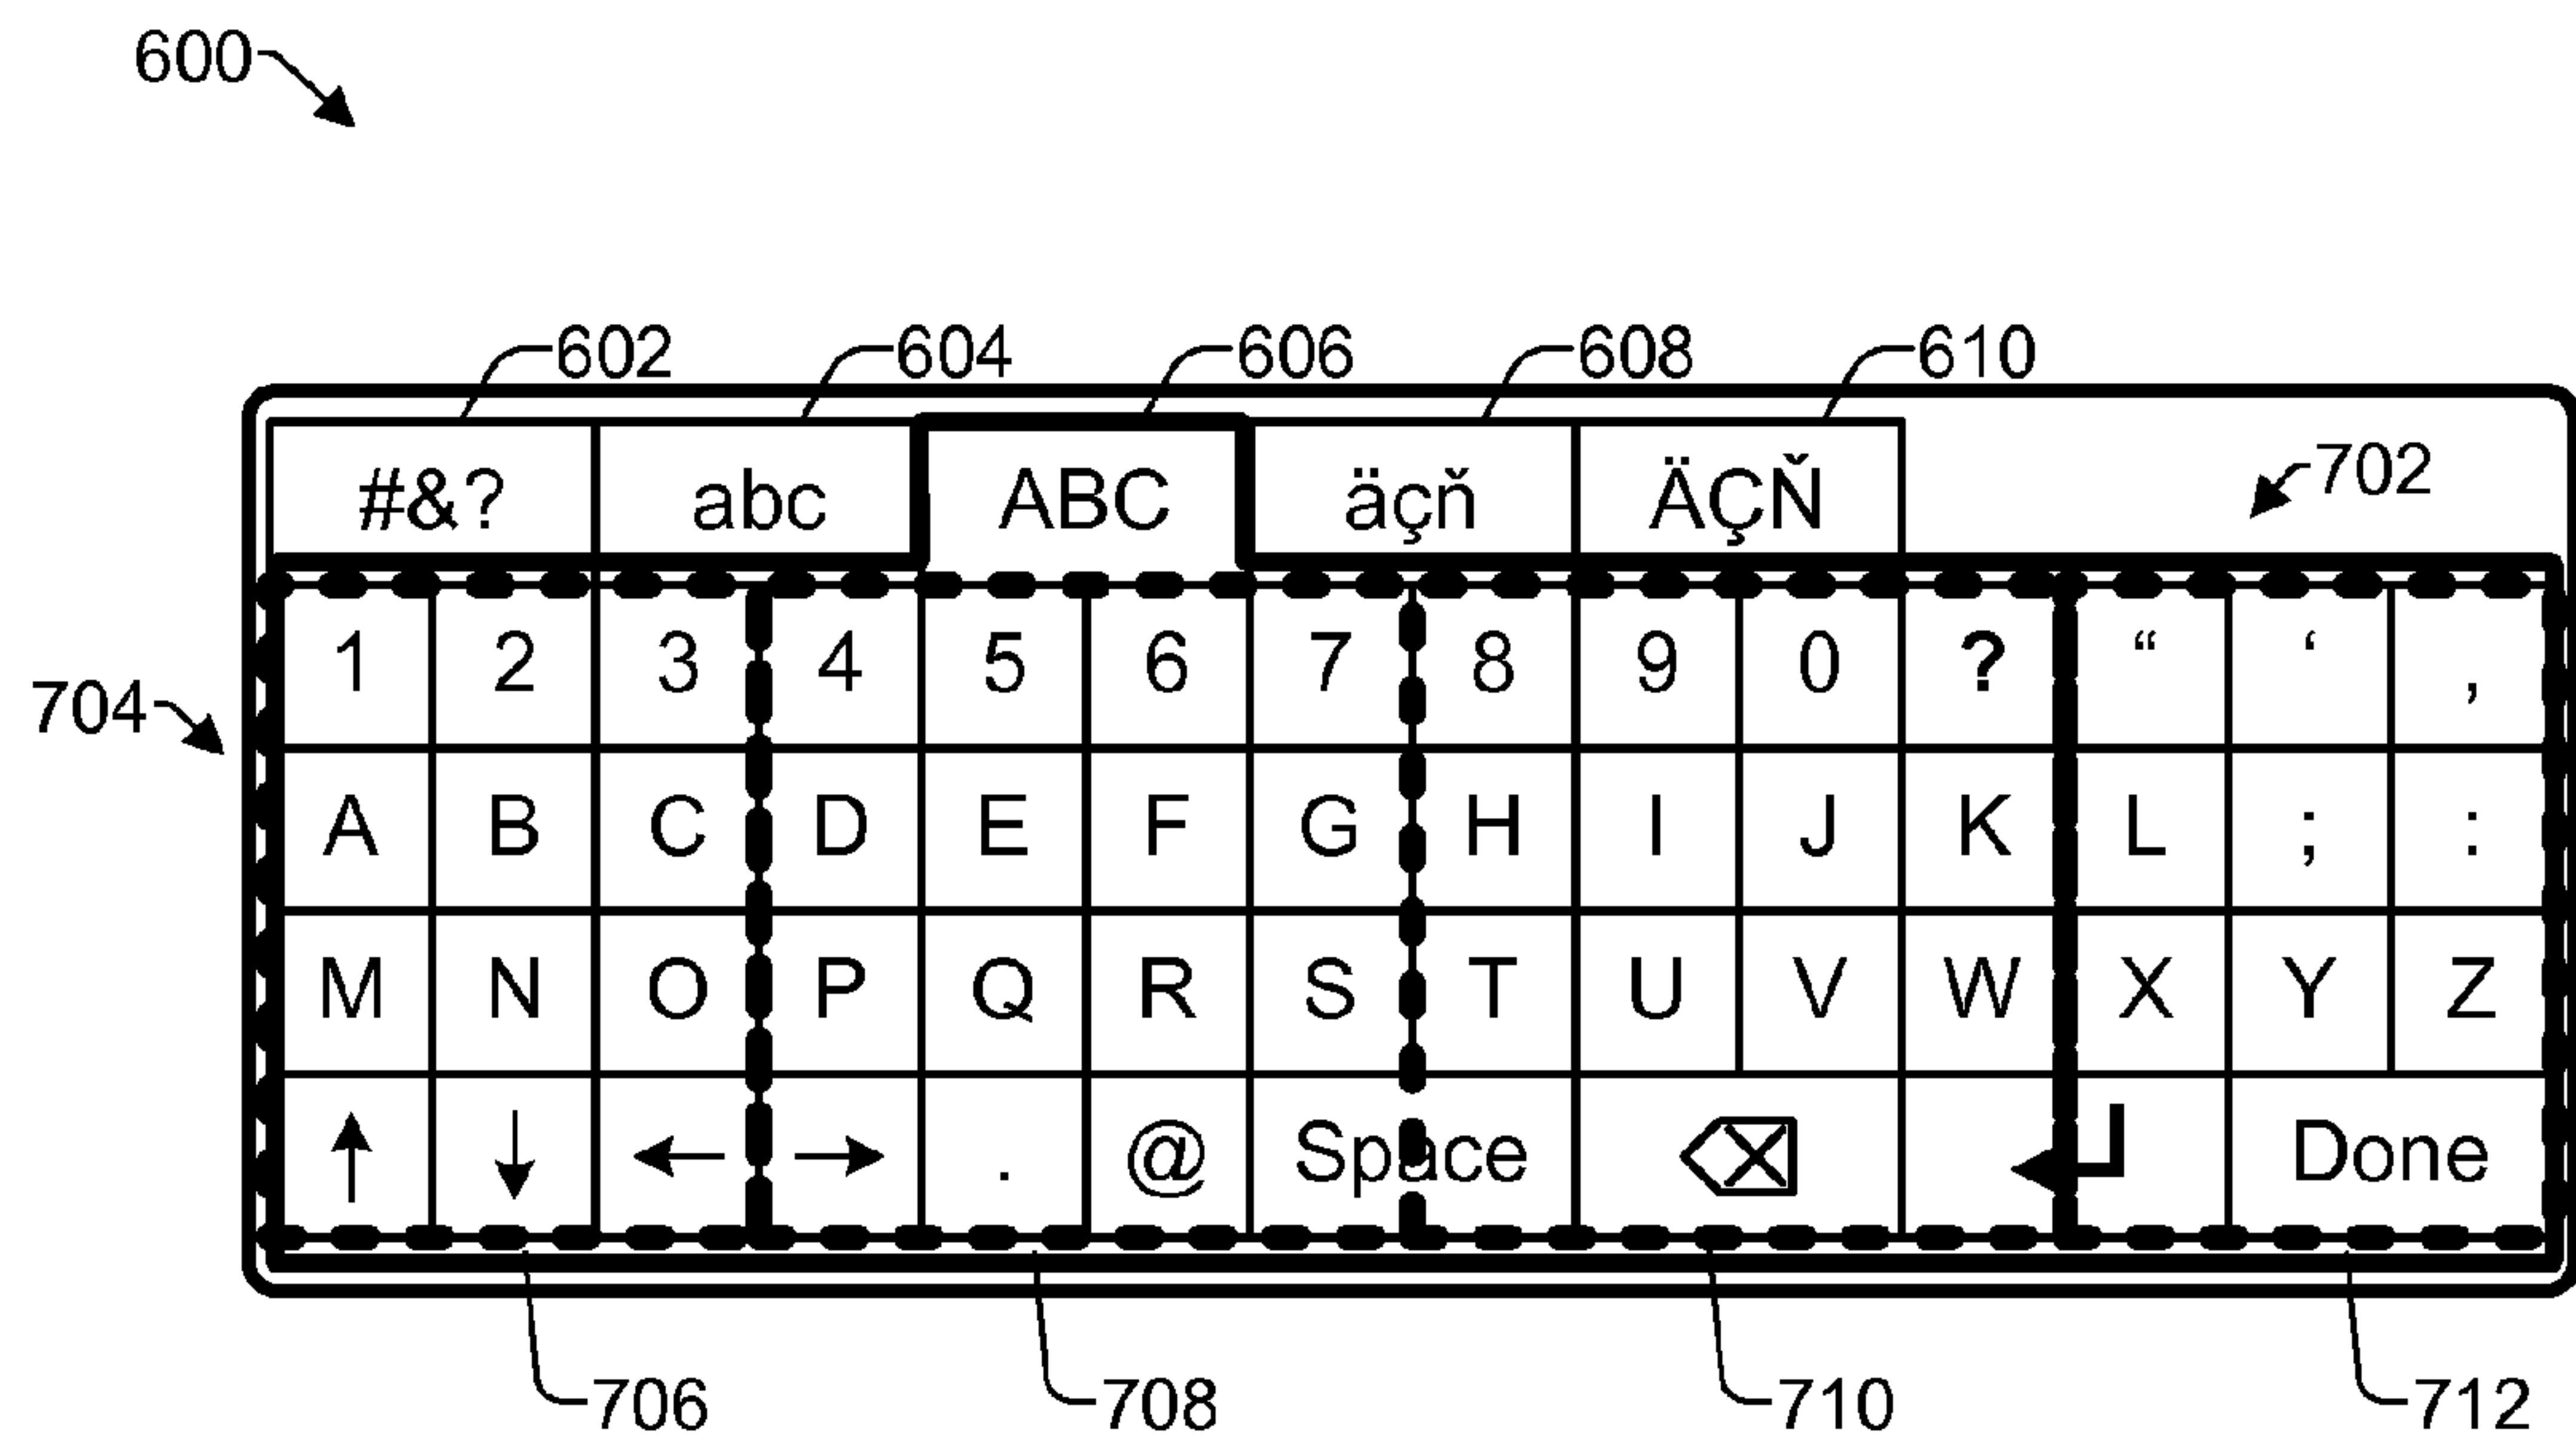 600
602 604 606 608 610
#&? abc ABC äçň ÄÇŇ 702
1 2 3 4 5 6 7 8 9 0 ? “ ‘ ,
704
A B C D E F G H I J K L ; :
M N O P Q R S T U V W X Y Z
↑ ↓ ← → . @ Space ⌫ ↵ Done
706 708 710 712